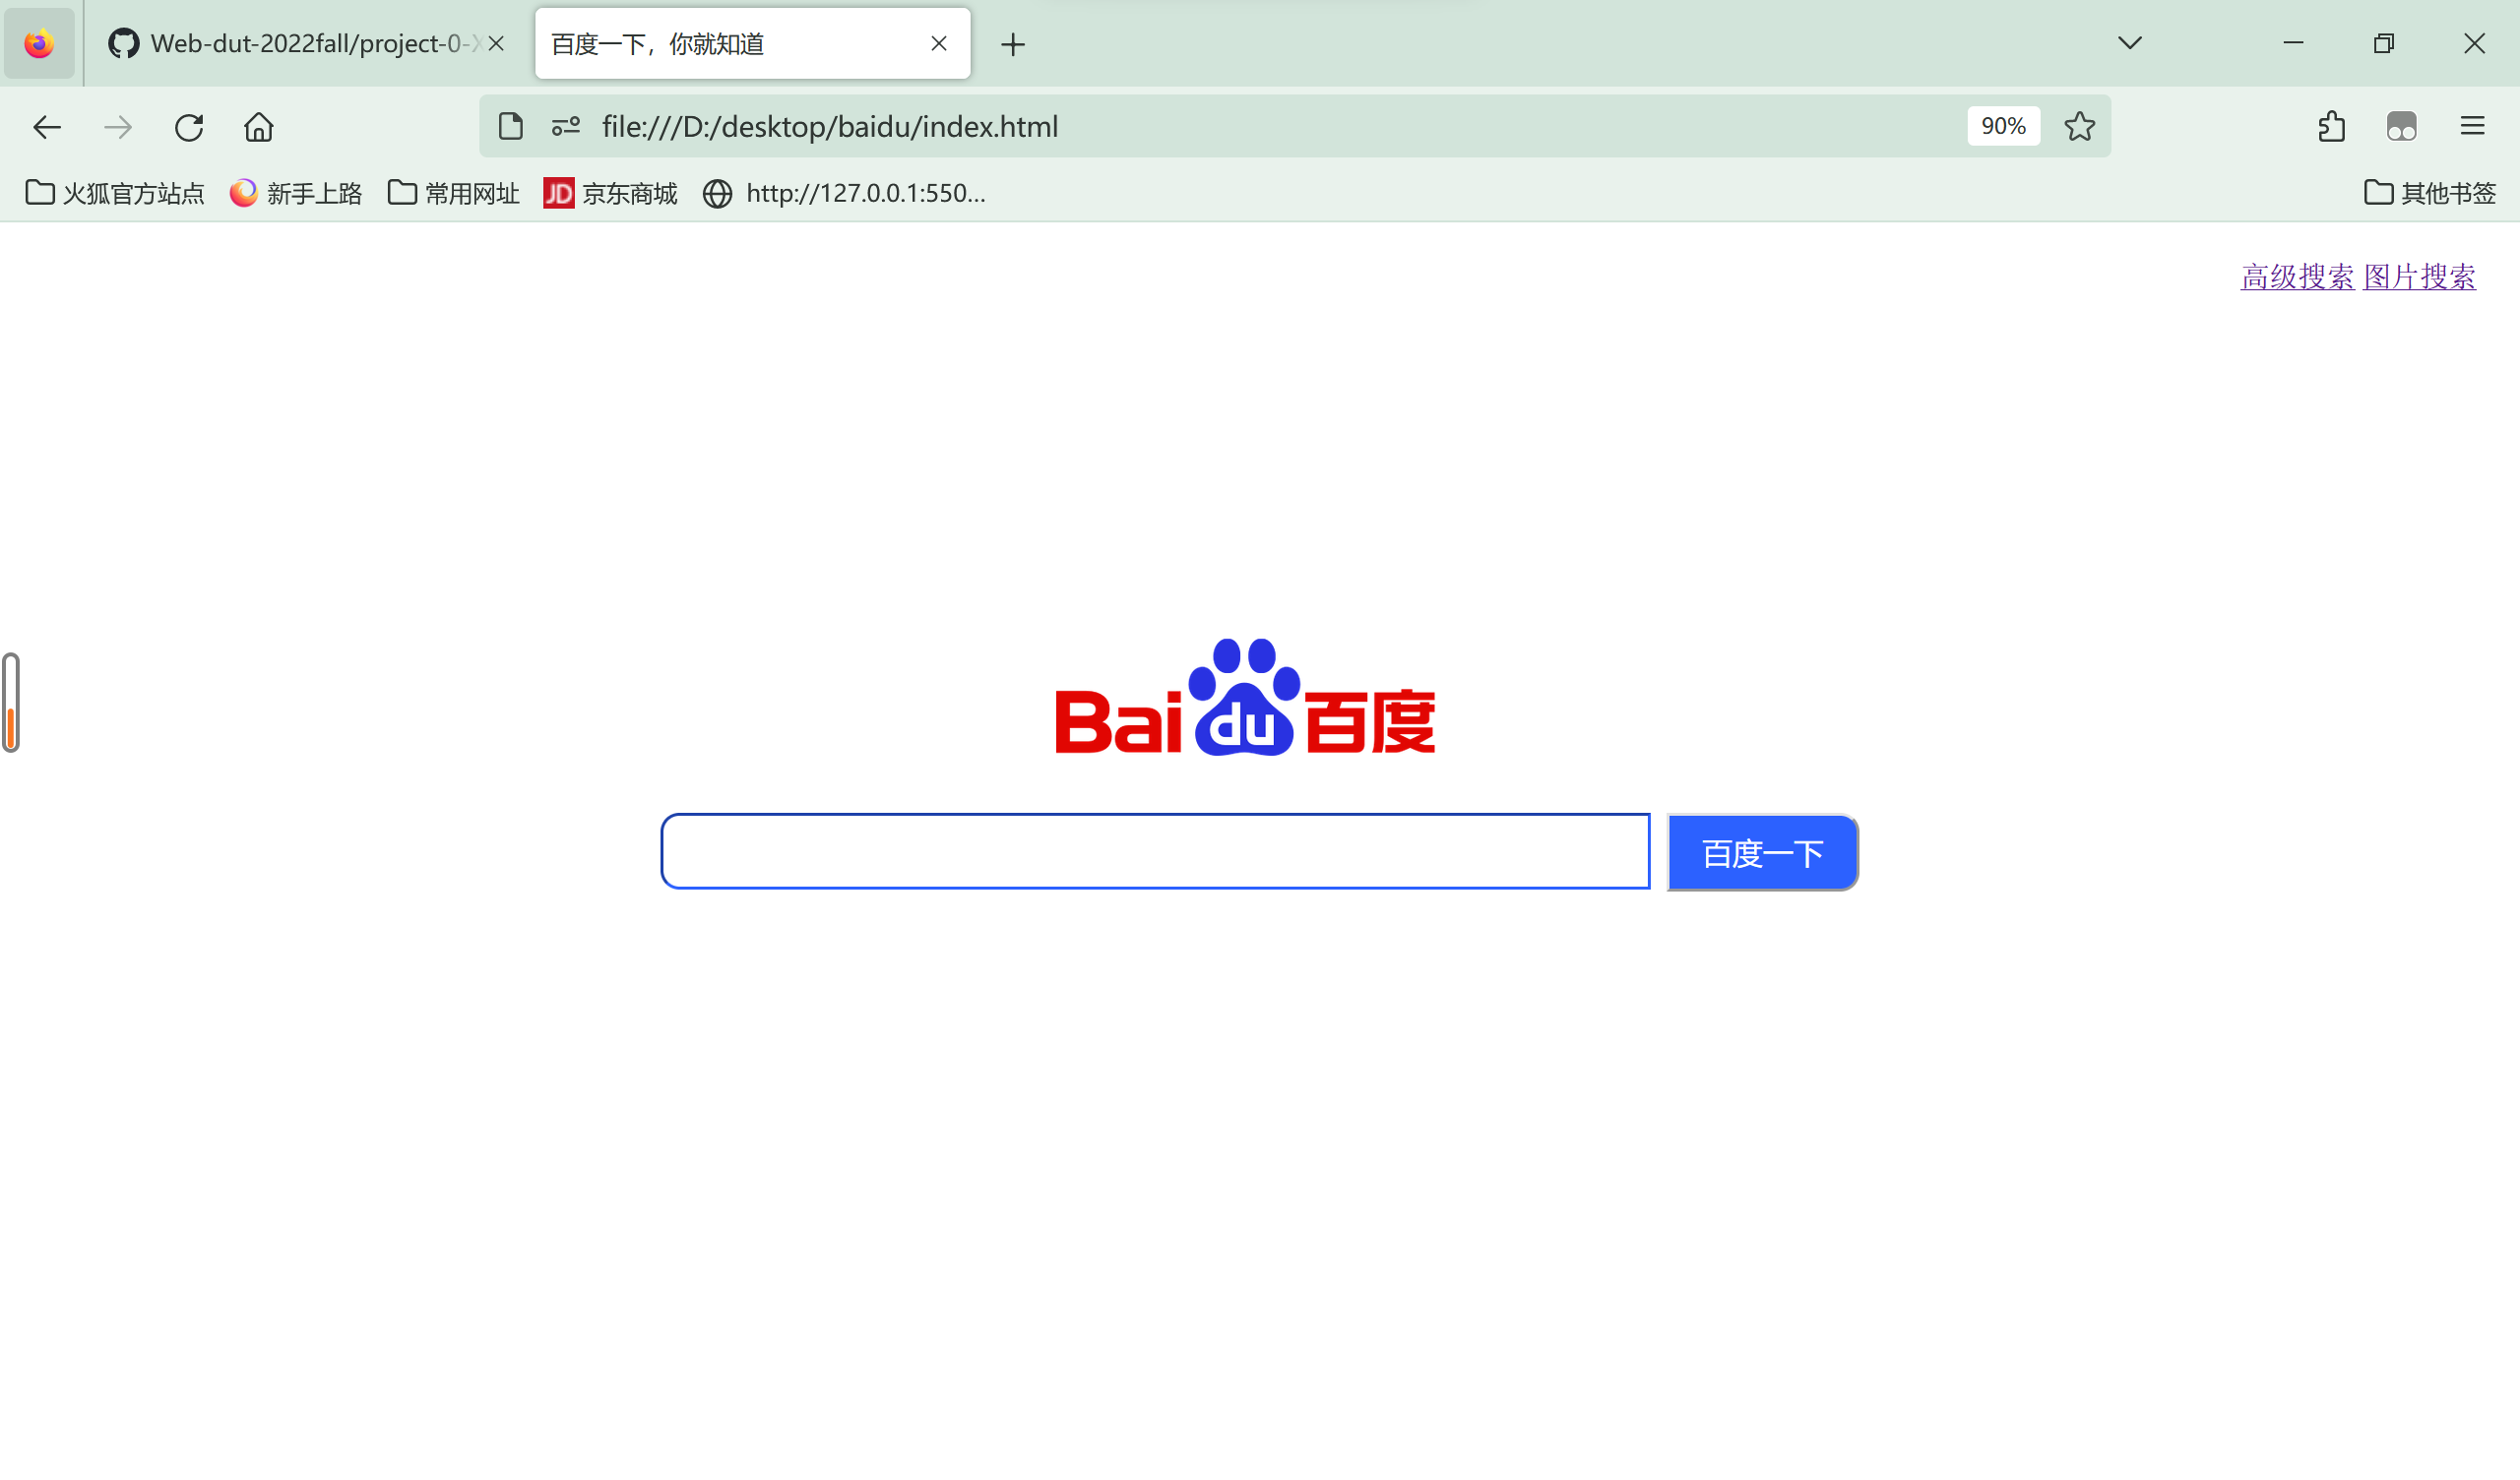 Web-dut-2022fall/project-0-X
百度一下，你就知道
file:///D:/desktop/baidu/index.html
90%
火狐官方站点 新手上路 常用网址 JD 京东商城 http://127.0.0.1:550... 其他书签
高级搜索 图片搜索
Bai du 百度
百度一下